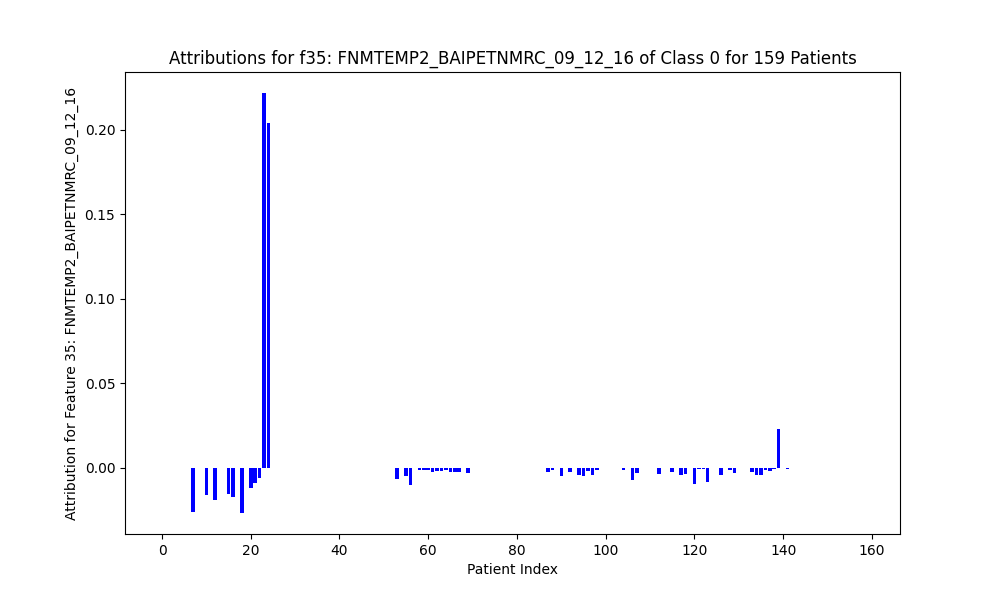 Attributions for f35: FNMTEMP2_BAIPETNMRC_09_12_16 of Class 0 for 159 Patients
Attribution for Feature 35: FNMTEMP2_BAIPETNMRC_09_12_16
0.20
0.15
0.10
0.05
0.00
0 20 40 60 80 100 120 140 160
Patient Index